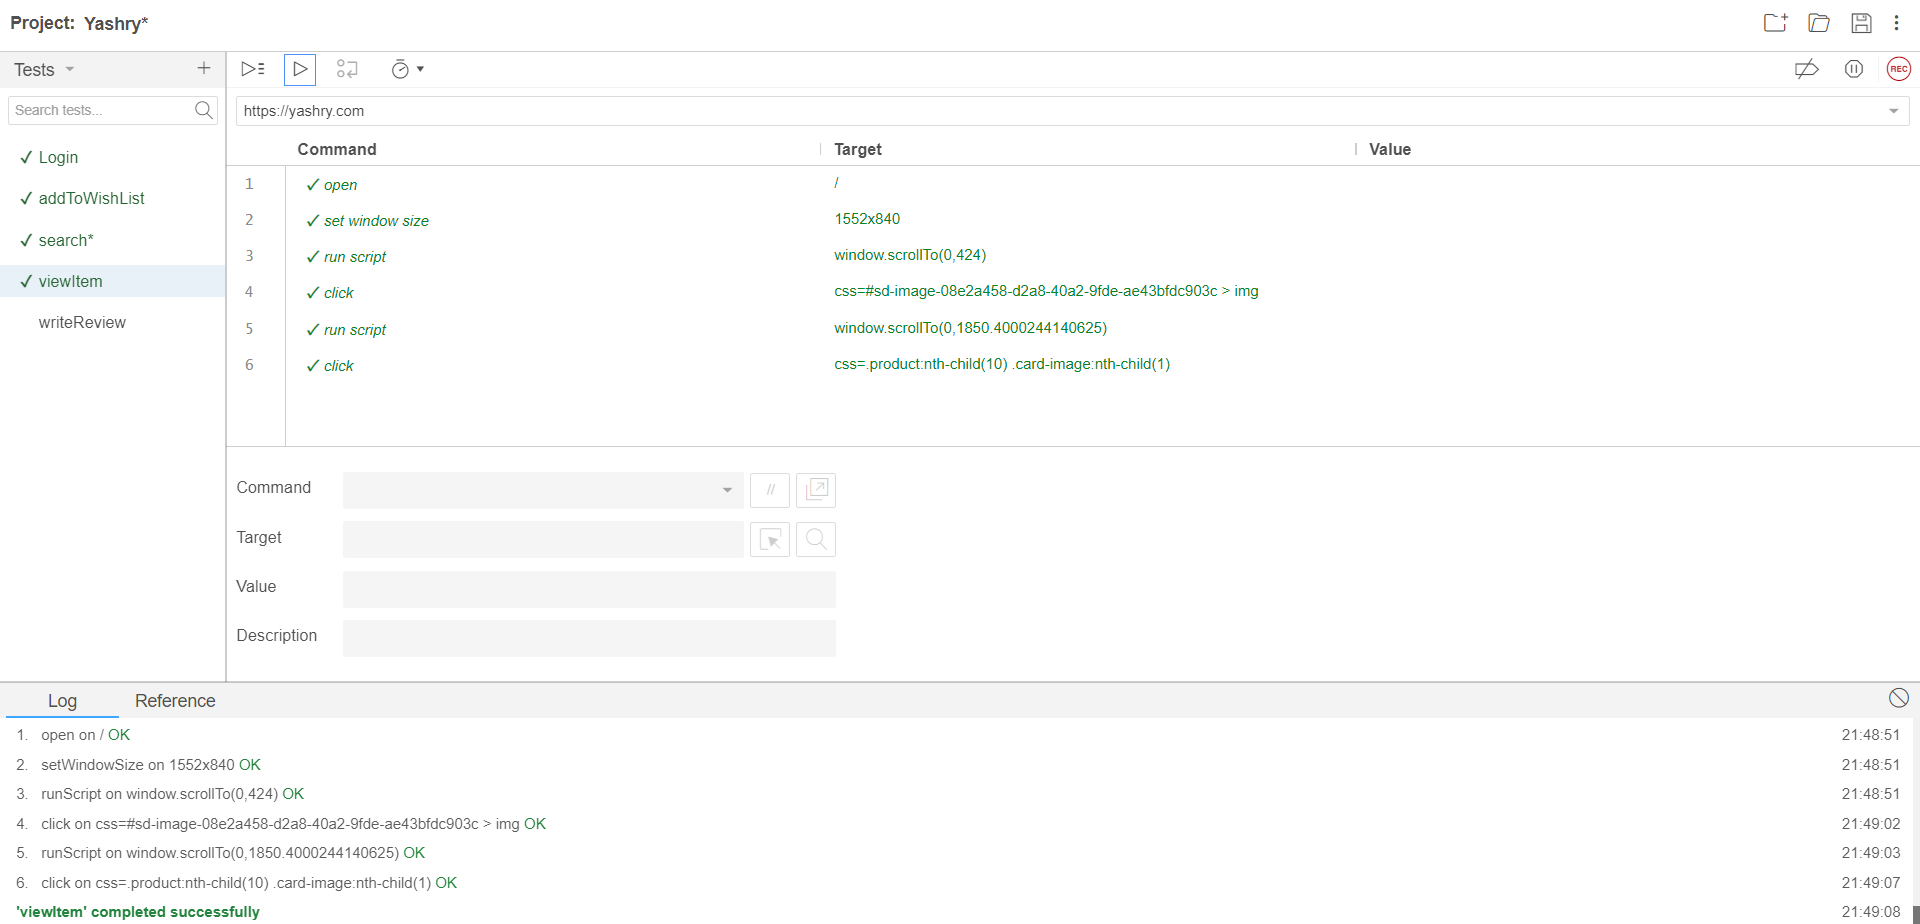 Project: Yashry*
Tests
Search tests...
✓ Login
✓ addToWishList
✓ search*
✓ viewItem
writeReview
REC
https://yashry.com
Command Target Value
1 ✓ open /
2 ✓ set window size 1552x840
3 ✓ run script window.scrollTo(0,424)
4 ✓ click css=#sd-image-08e2a458-d2a8-40a2-9fde-ae43bfdc903c > img
5 ✓ run script window.scrollTo(0,1850.4000244140625)
6 ✓ click css=.product:nth-child(10) .card-image:nth-child(1)
Command //
Target
Value
Description
Log Reference
1. open on / OK 21:48:51
2. setWindowSize on 1552x840 OK 21:48:51
3. runScript on window.scrollTo(0,424) OK 21:48:51
4. click on css=#sd-image-08e2a458-d2a8-40a2-9fde-ae43bfdc903c > img OK 21:49:02
5. runScript on window.scrollTo(0,1850.4000244140625) OK 21:49:03
6. click on css=.product:nth-child(10) .card-image:nth-child(1) OK 21:49:07
'viewItem' completed successfully 21:49:08